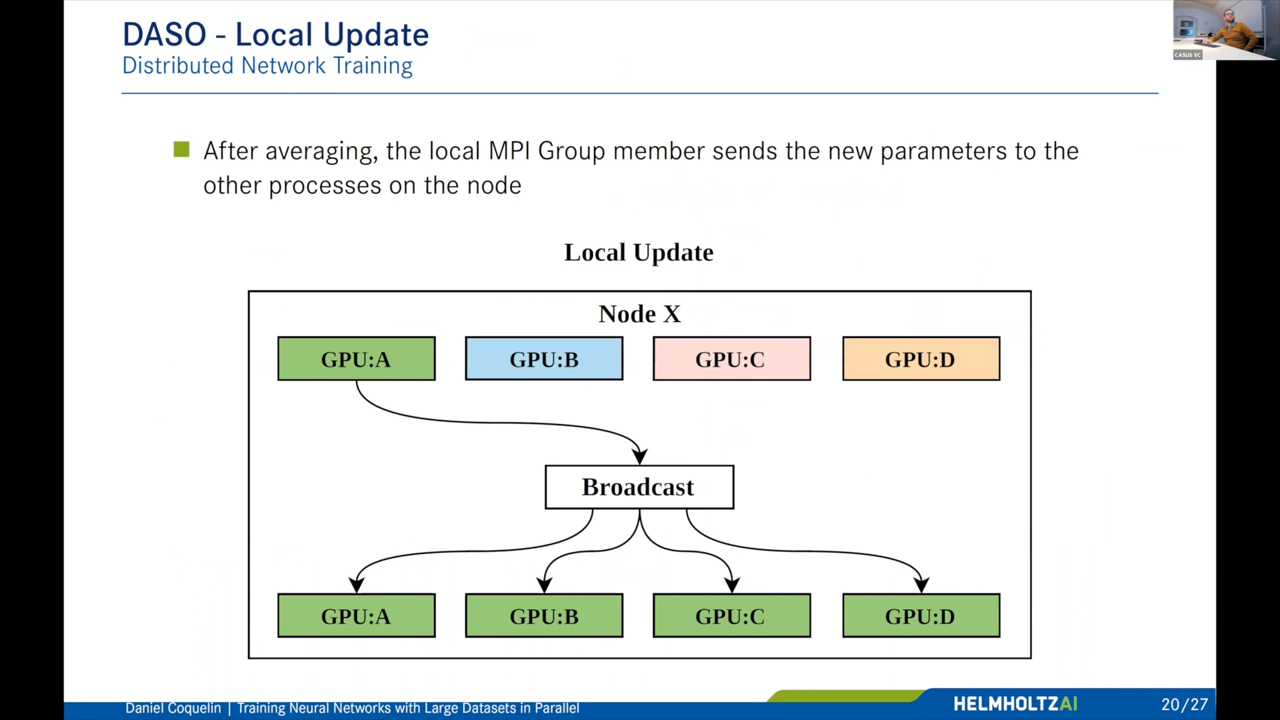 DASO - Local Update
Distributed Network Training
CASUS VC
After averaging, the local MPI Group member sends the new parameters to the
other processes on the node
Local Update
Node X
GPU:A GPU:B GPU:C GPU:D
Broadcast
GPU:A GPU:B GPU:C GPU:D
Daniel Coquelin | Training Neural Networks with Large Datasets in Parallel
HELMHOLTZAI
20/27